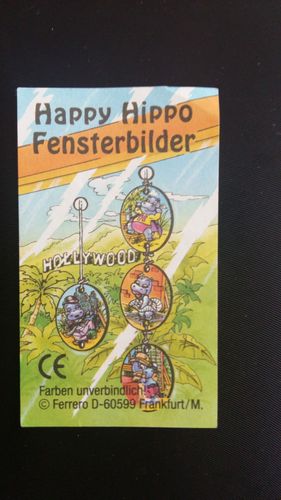 Happy Hippo
Fensterbilder
HOLLYWOOD
CE
Farben unverbindlich!
© Ferrero D-60599 Frankfurt/M.